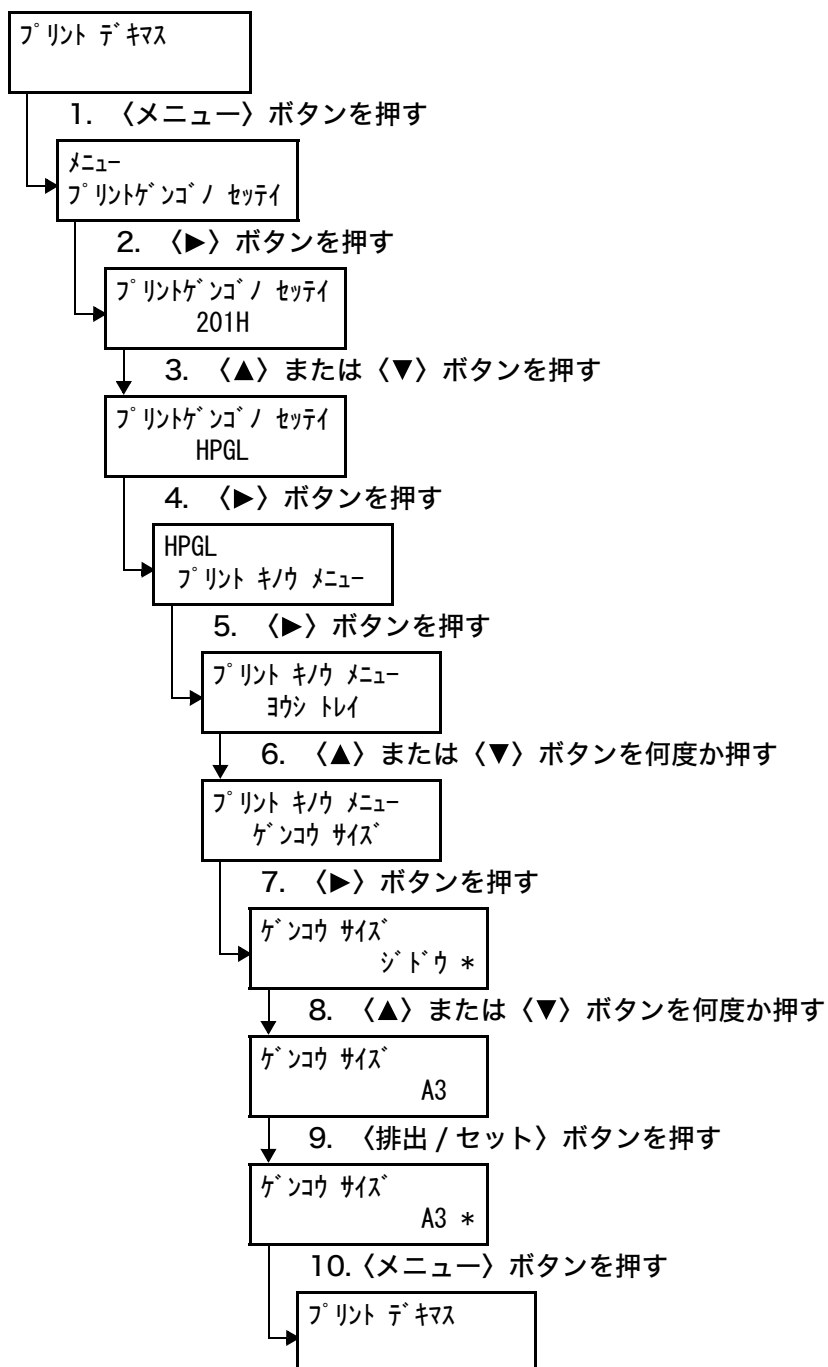 ﾌﾟﾘﾝﾄ ﾃﾞｷﾏｽ
1. 〈メニュー〉ボタンを押す
ﾒﾆｭｰ
ﾌﾟﾘﾝﾄｹﾞﾝｺﾞﾉ ｾｯﾃｲ
2. 〈▶〉ボタンを押す
ﾌﾟﾘﾝﾄｹﾞﾝｺﾞﾉ ｾｯﾃｲ
201H
3. 〈▲〉または〈▼〉ボタンを押す
ﾌﾟﾘﾝﾄｹﾞﾝｺﾞﾉ ｾｯﾃｲ
HPGL
4. 〈▶〉ボタンを押す
HPGL
ﾌﾟﾘﾝﾄ ｷﾉｳ ﾒﾆｭｰ
5. 〈▶〉ボタンを押す
ﾌﾟﾘﾝﾄ ｷﾉｳ ﾒﾆｭｰ
ﾖｳｼ ﾄﾚｲ
6. 〈▲〉または〈▼〉ボタンを何度か押す
ﾌﾟﾘﾝﾄ ｷﾉｳ ﾒﾆｭｰ
ｹﾞﾝｺｳ ｻｲｽﾞ
7. 〈▶〉ボタンを押す
ｹﾞﾝｺｳ ｻｲｽﾞ
ｼﾞﾄﾞｳ *
8. 〈▲〉または〈▼〉ボタンを何度か押す
ｹﾞﾝｺｳ ｻｲｽﾞ
A3
9. 〈排出 / セット〉ボタンを押す
ｹﾞﾝｺｳ ｻｲｽﾞ
A3 *
10.〈メニュー〉ボタンを押す
ﾌﾟﾘﾝﾄ ﾃﾞｷﾏｽ